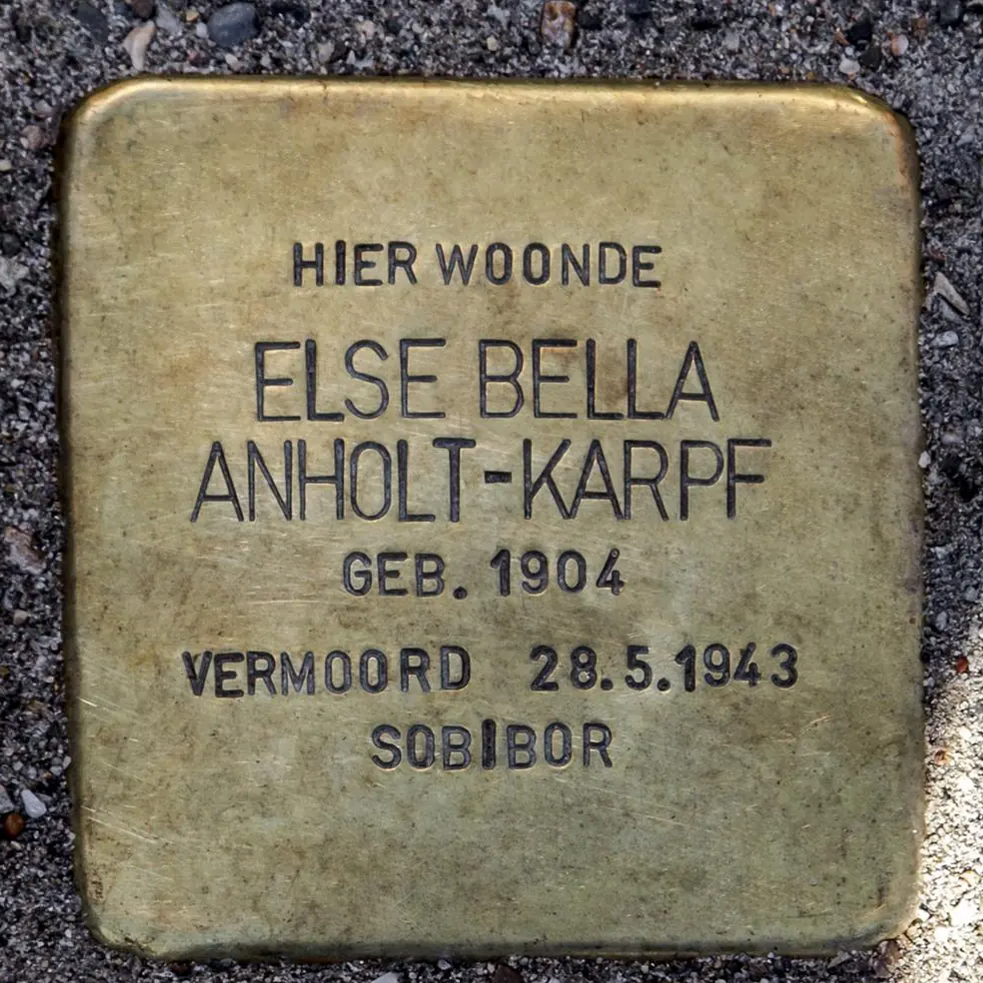 HIER WOONDE
ELSE BELLA
ANHOLT-KARPF
GEB. 1904
VERMOORD 28.5.1943
SOBIBOR